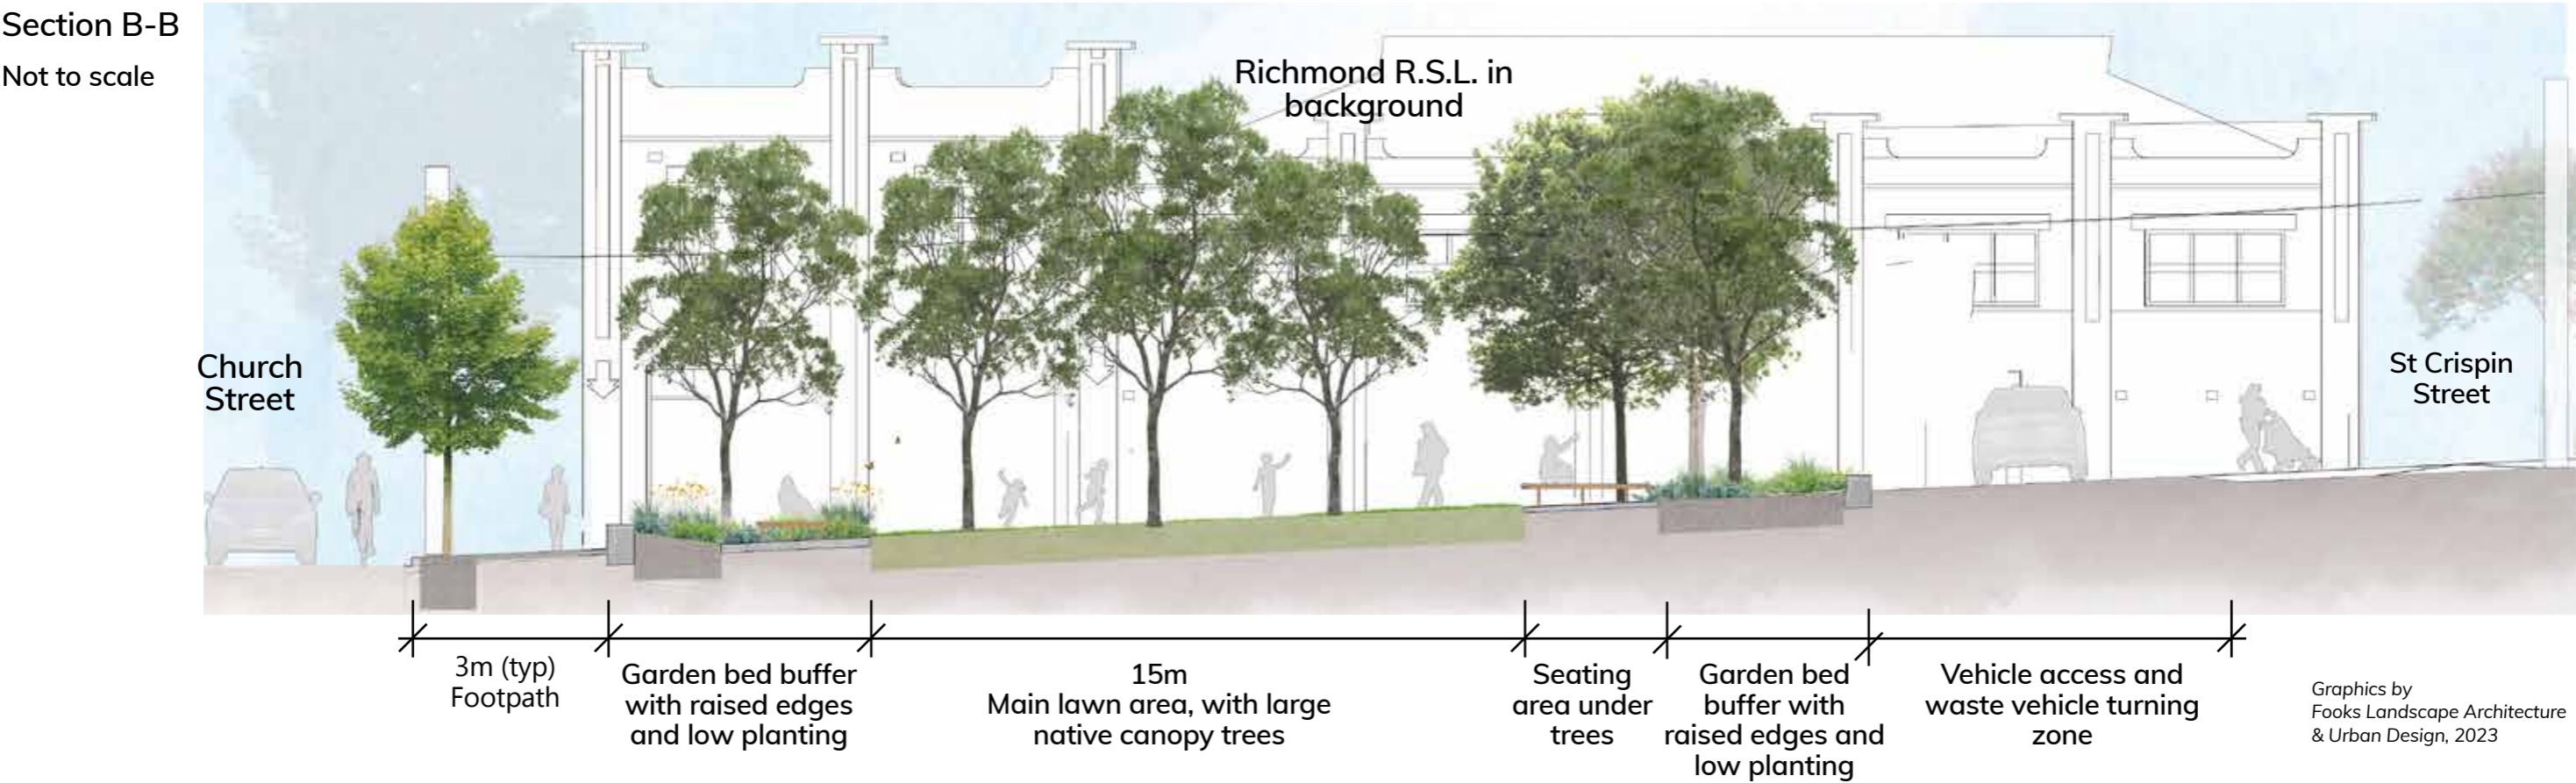 Section B-B
Not to scale
Richmond R.S.L. in
background
Church
Street
St Crispin
Street
3m (typ)
Footpath
Garden bed buffer
with raised edges
and low planting
15m
Main lawn area, with large
native canopy trees
Seating
area under
trees
Garden bed
buffer with
raised edges and
low planting
Vehicle access and
waste vehicle turning
zone
Graphics by
Fooks Landscape Architecture
& Urban Design, 2023